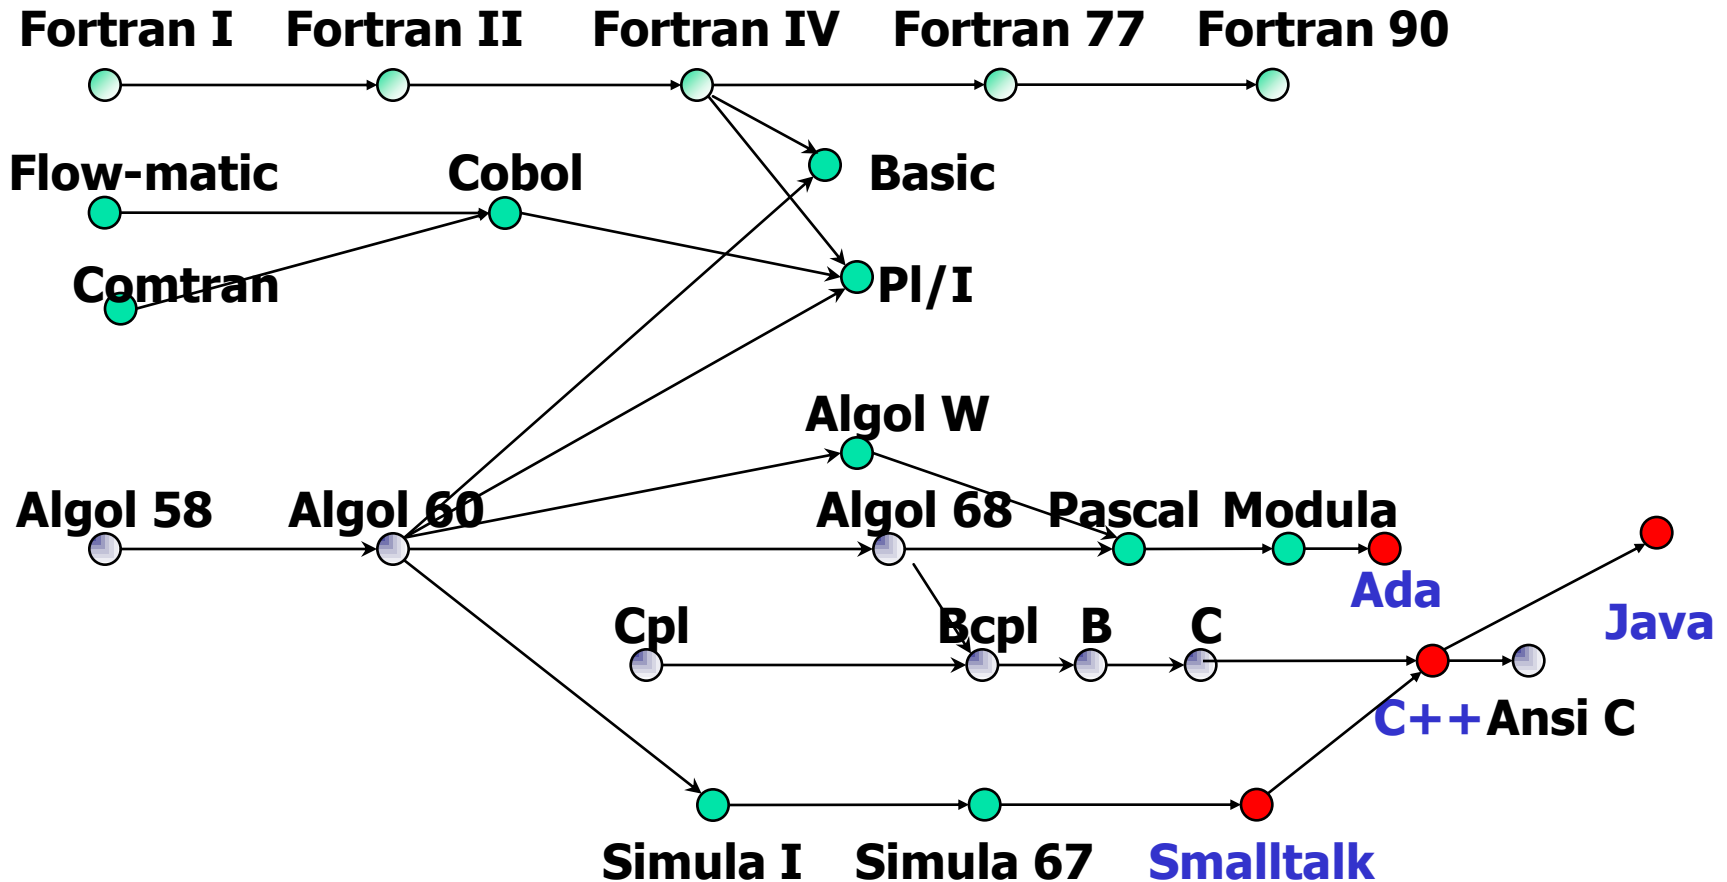 Fortran I Fortran II Fortran IV Fortran 77 Fortran 90
Flow-matic Cobol Basic
Comtran Pl/I
Algol W
Algol 58 Algol 60 Algol 68 Pascal Modula
Ada
Cpl Bcpl B C Java
C++ Ansi C
Simula I Simula 67 Smalltalk